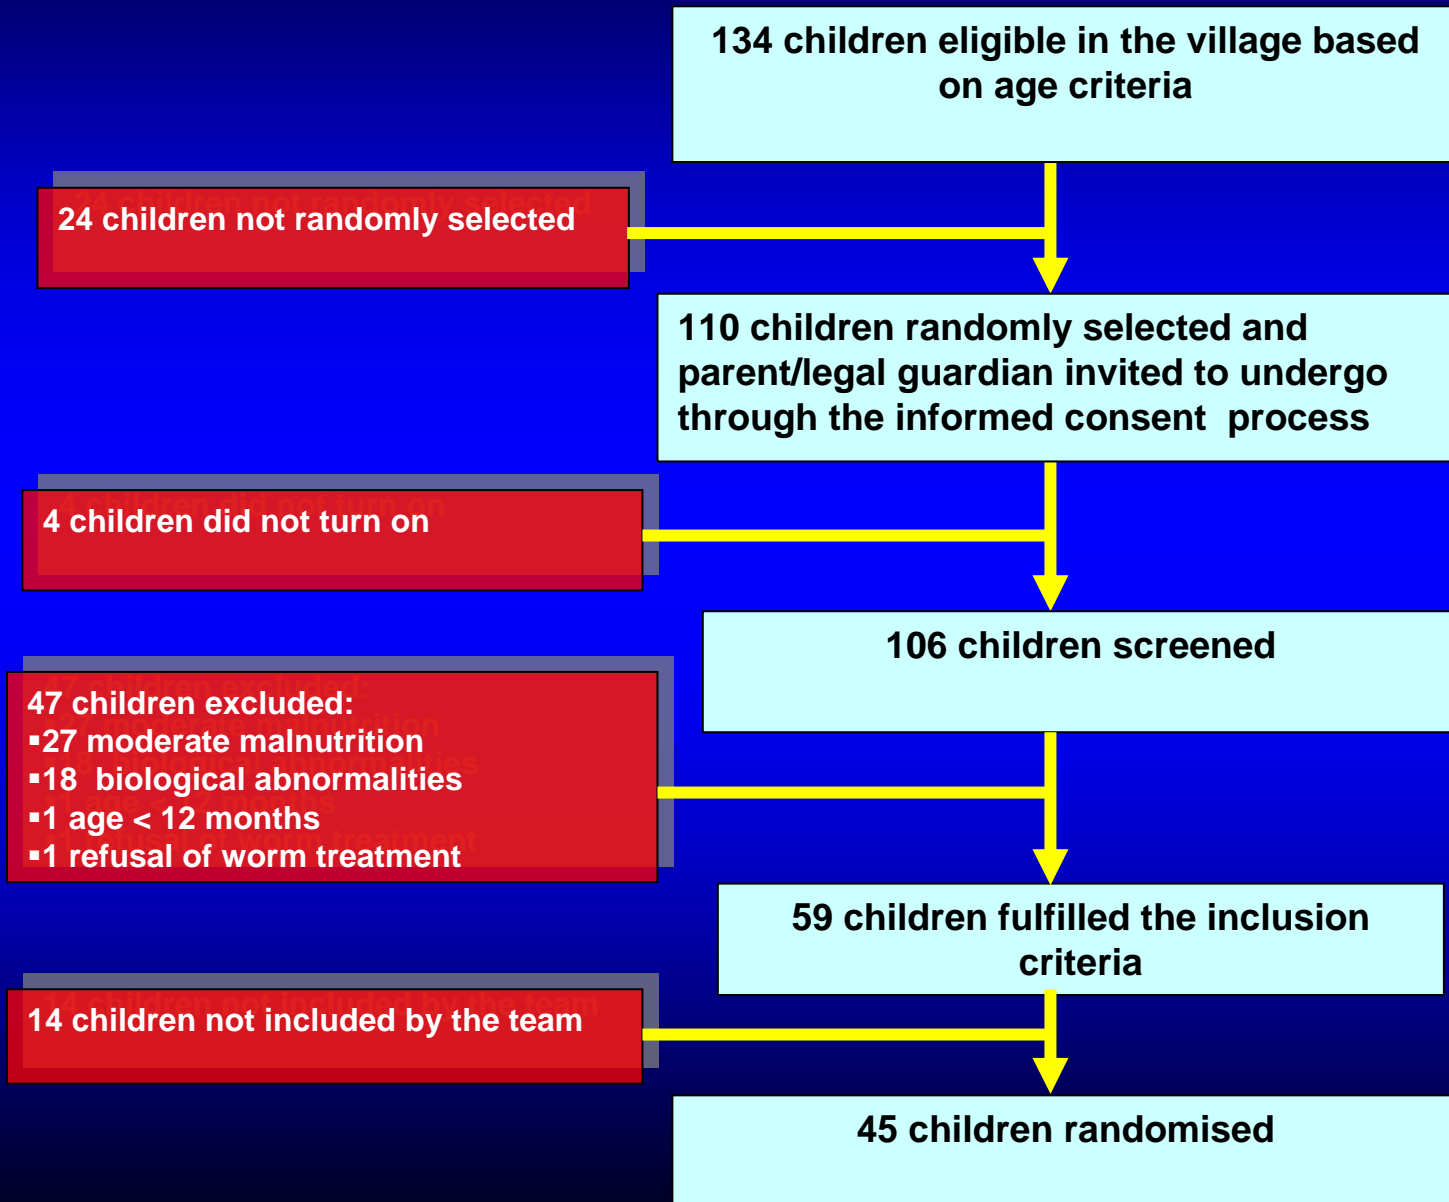 134 children eligible in the village based
on age criteria
24 children not randomly selected
110 children randomly selected and
parent/legal guardian invited to undergo
through the informed consent  process
4 children did not turn on
106 children screened
47 children excluded:
▪27 moderate malnutrition
▪18  biological abnormalities
▪1 age < 12 months
▪1 refusal of worm treatment
59 children fulfilled the inclusion
criteria
14 children not included by the team
45 children randomised